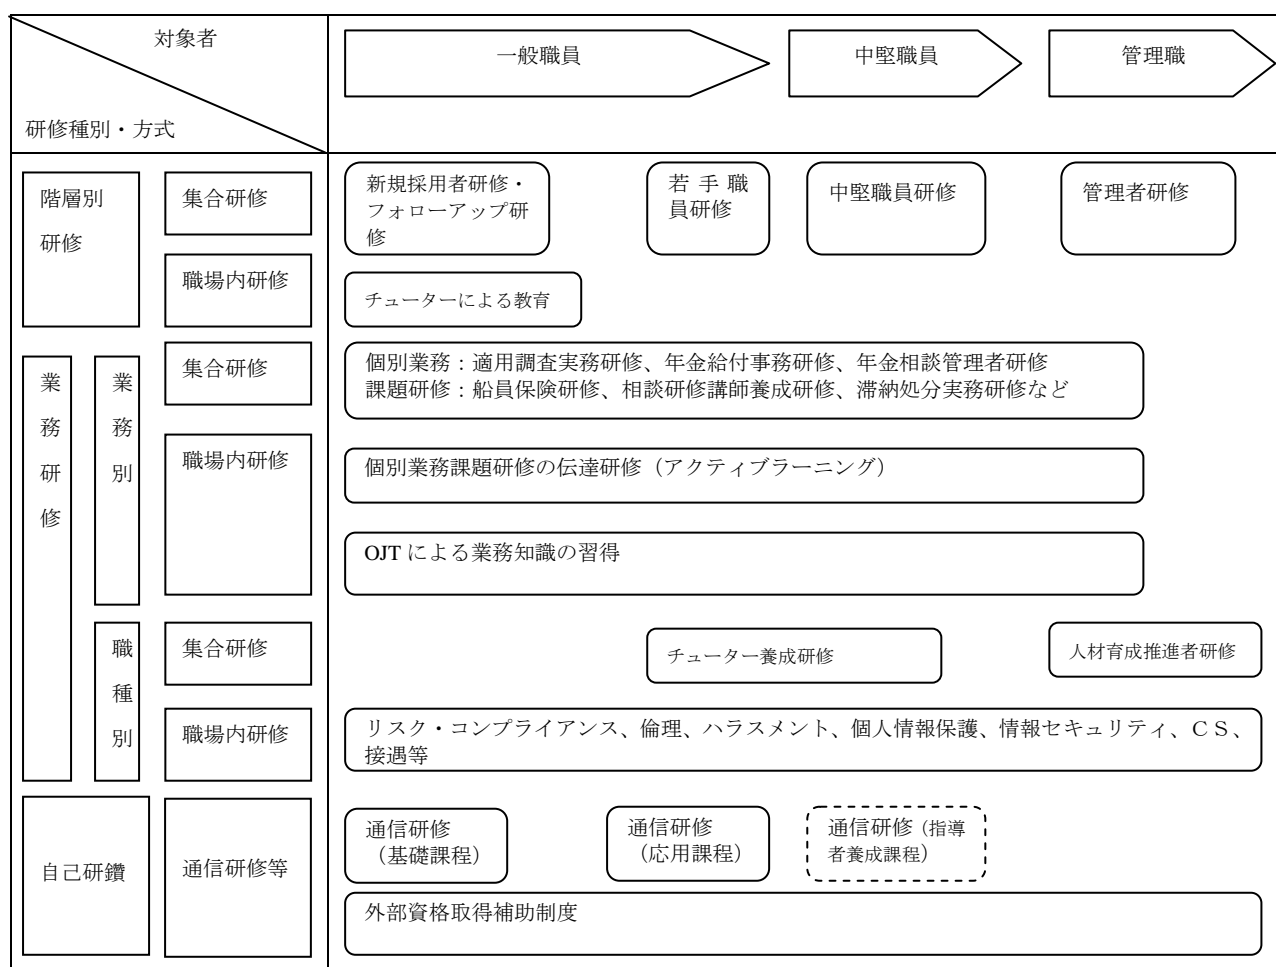 対象者
研修種別・方式
一般職員
中堅職員
管理職
階層別
研修
集合研修
新規採用者研修・
フォローアップ研
修
若手職
員研修
中堅職員研修
管理者研修
職場内研修
チューターによる教育
業務研修
業務別
集合研修
個別業務：適用調査実務研修、年金給付事務研修、年金相談管理者研修
課題研修：船員保険研修、相談研修講師養成研修、滞納処分実務研修など
職場内研修
個別業務課題研修の伝達研修（アクティブラーニング）
OJT による業務知識の習得
職種別
集合研修
チューター養成研修
人材育成推進者研修
職場内研修
リスク・コンプライアンス、倫理、ハラスメント、個人情報保護、情報セキュリティ、ＣＳ、
接遇等
自己研鑽
通信研修等
通信研修
（基礎課程）
通信研修
（応用課程）
通信研修（指導
者養成課程）
外部資格取得補助制度